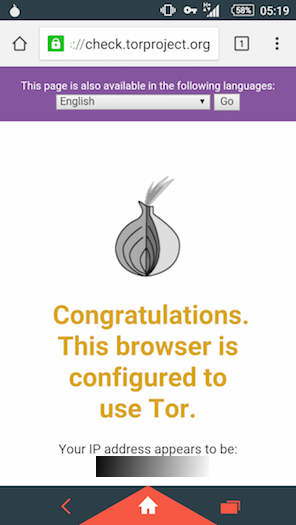 58% 05:19
://check.torproject.org 1
This page is also available in the following languages:
English Go
Congratulations.
This browser is
configured to
use Tor.
Your IP address appears to be: